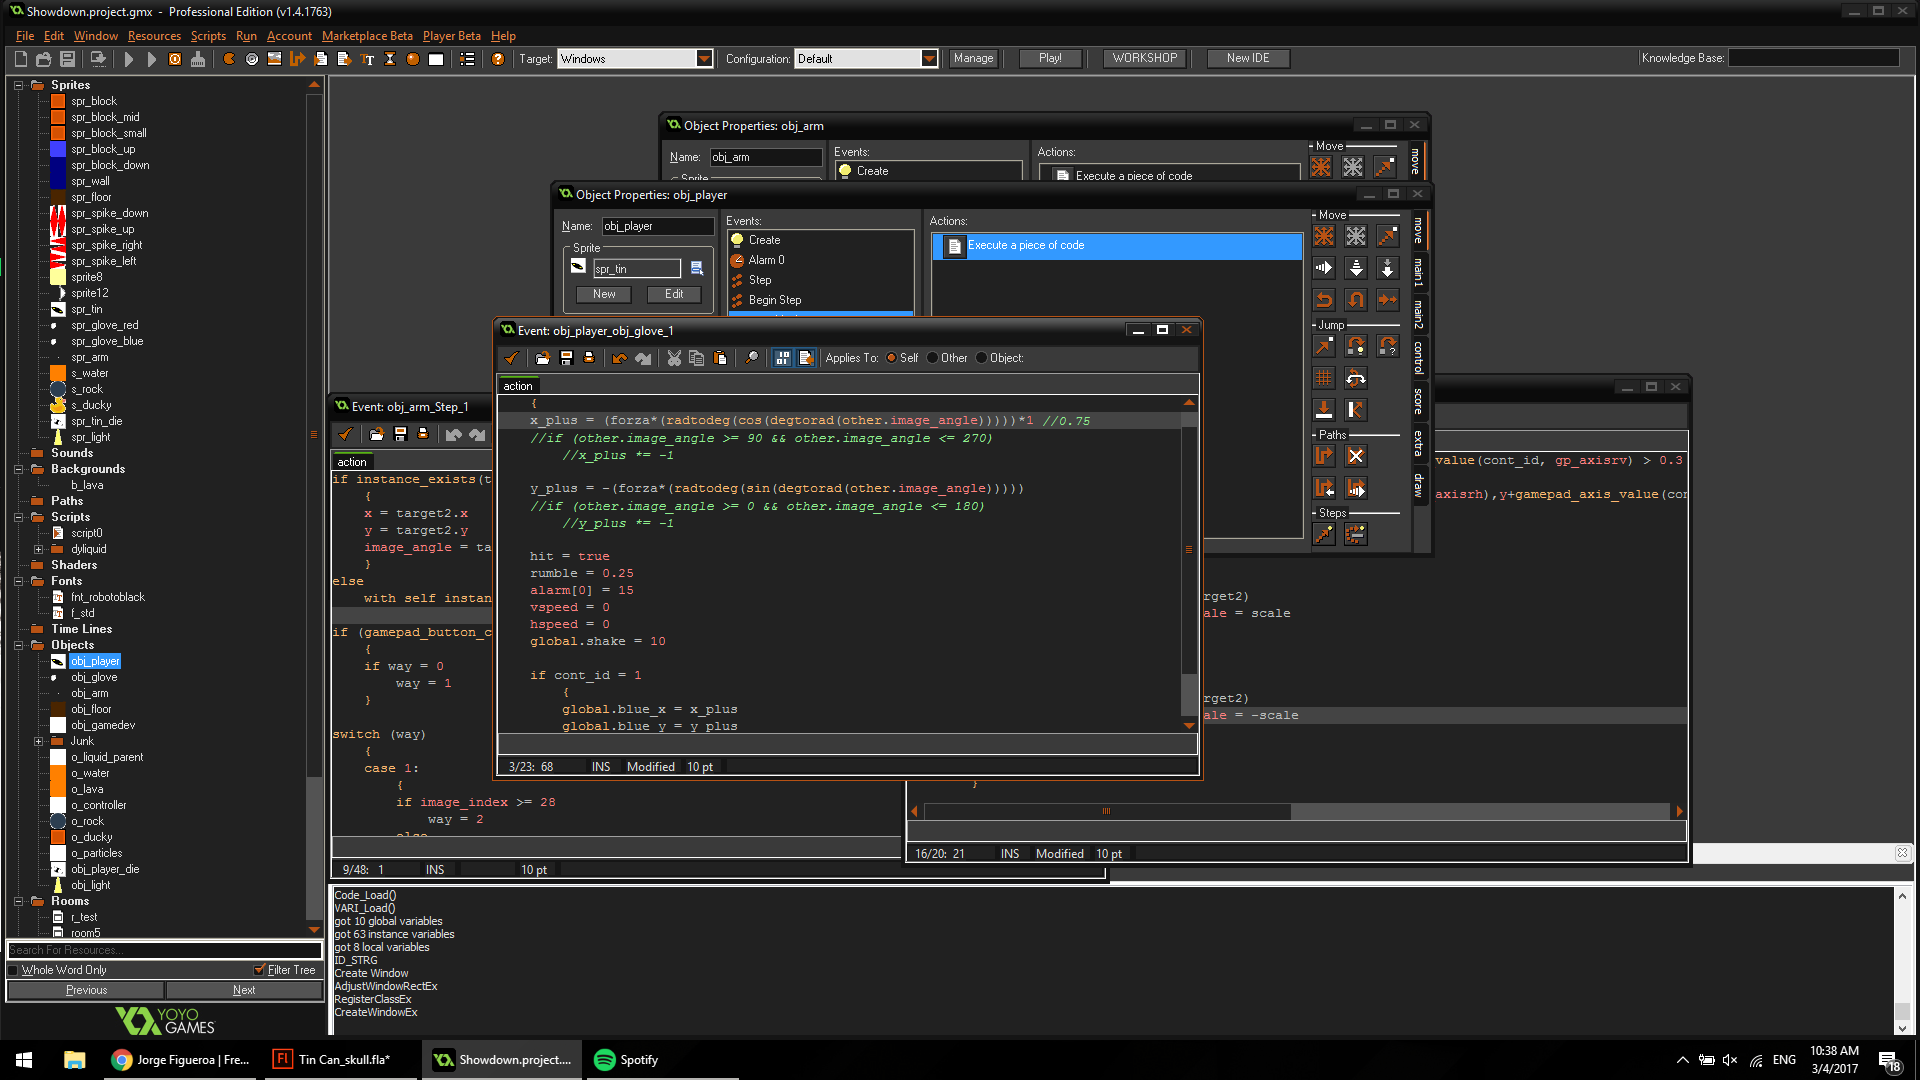 Showdown.project.gmx - Professional Edition (v1.4.1763)
File Edit Window Resources Scripts Run Account Marketplace Beta Player Beta Help
Target: Windows Configuration: Default Manage Play! WORKSHOP New IDE Knowledge Base:
Sprites
spr_block
spr_block_mid
spr_block_small
spr_block_up
spr_block_down
spr_wall
spr_floor
spr_spike_down
spr_spike_up
spr_spike_right
spr_spike_left
sprite8
sprite12
spr_tin
spr_glove_red
spr_glove_blue
spr_arm
s_water
s_rock
s_ducky
spr_tin_die
spr_light
Sounds
Backgrounds
b_lava
Paths
Scripts
script0
dyliquid
Shaders
Fonts
fnt_robotoblack
f_std
Time Lines
Objects
obj_player
obj_glove
obj_arm
obj_floor
obj_gamedev
Junk
o_liquid_parent
o_water
o_lava
o_controller
o_rock
o_ducky
o_particles
obj_player_die
obj_light
Rooms
r_test
room5
Search For Resources...
Whole Word Only Filter Tree
Previous Next
YOYO
GAMES
Object Properties: obj_arm
Name: obj_arm Events: Actions: Move
Sprite Create Execute a piece of code
move
Object Properties: obj_player
Name: obj_player
Sprite
spr_tin
New Edit
Events:
Create
Alarm 0
Step
Begin Step
Actions:
Execute a piece of code
Move
Jump
Paths
Steps
move
main1
main2
control
score
extra
draw
Event: obj_player_obj_glove_1
Applies To: Self Other Object:
action
{
x_plus = (forza*(radtodeg(cos(degtorad(other.image_angle)))))*1 //0.75
//if (other.image_angle >= 90 && other.image_angle <= 270)
//x_plus *= -1
y_plus = -(forza*(radtodeg(sin(degtorad(other.image_angle)))))
//if (other.image_angle >= 0 && other.image_angle <= 180)
//y_plus *= -1
hit = true
rumble = 0.25
alarm[0] = 15
vspeed = 0
hspeed = 0
global.shake = 10
if cont_id = 1
{
global.blue_x = x_plus
global.blue_y = y_plus
3/23: 68 INS Modified 10 pt
Event: obj_arm_Step_1
action
if instance_exists(t
{
x = target2.x
y = target2.y
image_angle = ta
}
else
with self instan
if (gamepad_button_c
{
if way = 0
way = 1
}
switch (way)
{
case 1:
{
if image_index >= 28
way = 2
else
9/48: 1 INS 10 pt
value(cont_id, gp_axisrv) > 0.3
axisrh),y+gamepad_axis_value(con
rget2)
ale = scale
rget2)
ale = -scale
}
16/20: 21 INS Modified 10 pt
Code_Load()
VARI_Load()
got 10 global variables
got 63 instance variables
got 8 local variables
ID_STRG
Create Window
AdjustWindowRectEx
RegisterClassEx
CreateWindowEx
Jorge Figueroa | Fre...
Tin Can_skull.fla*
Showdown.project....
Spotify
ENG
10:38 AM
3/4/2017
18